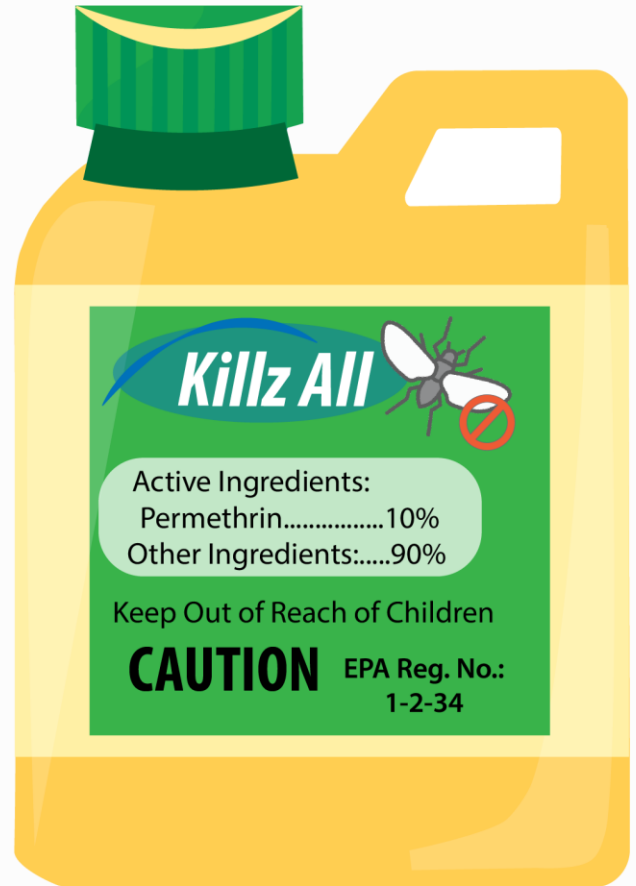 Killz All
Active Ingredients:
Permethrin................10%
Other Ingredients:.....90%
Keep Out of Reach of Children
CAUTION
EPA Reg. No.:
1-2-34